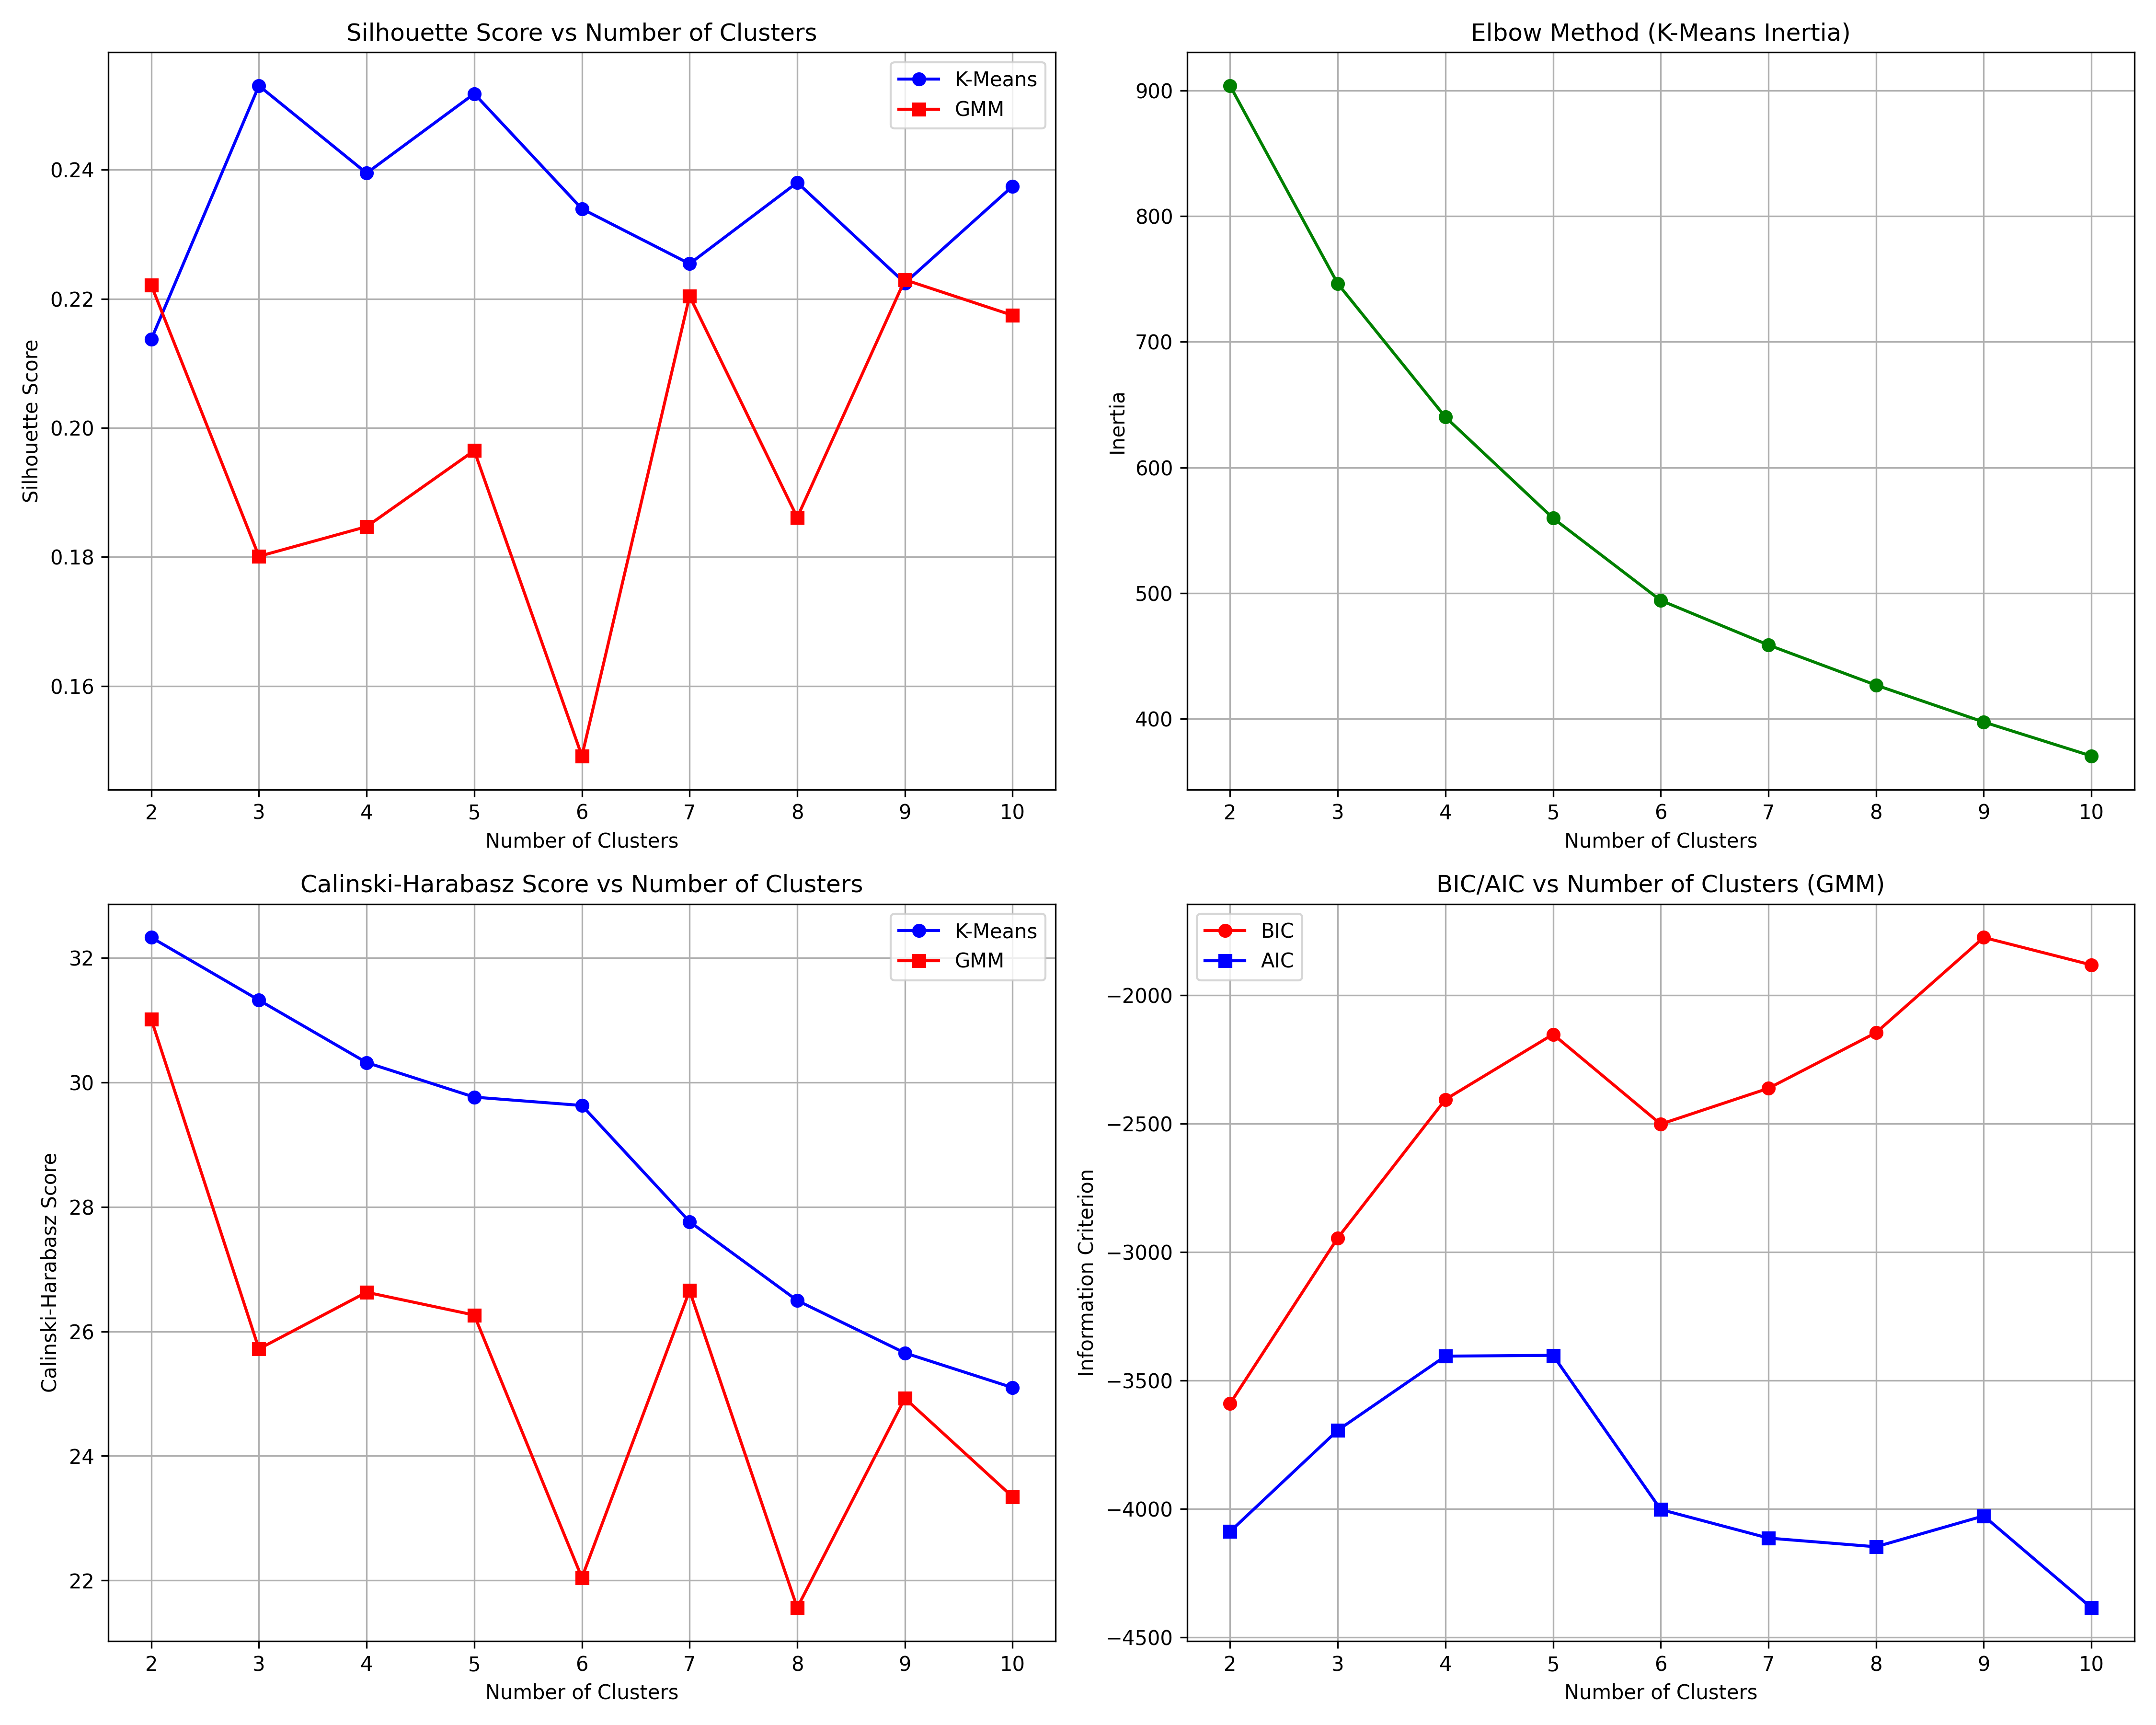 Silhouette Score vs Number of Clusters
K-Means
GMM
0.24
0.22
0.20
0.18
0.16
Silhouette Score
2 3 4 5 6 7 8 9 10
Number of Clusters
Elbow Method (K-Means Inertia)
900
800
700
600
500
400
Inertia
2 3 4 5 6 7 8 9 10
Number of Clusters
Calinski-Harabasz Score vs Number of Clusters
K-Means
GMM
32
30
28
26
24
22
Calinski-Harabasz Score
2 3 4 5 6 7 8 9 10
Number of Clusters
BIC/AIC vs Number of Clusters (GMM)
BIC
AIC
−2000
−2500
−3000
−3500
−4000
−4500
Information Criterion
2 3 4 5 6 7 8 9 10
Number of Clusters